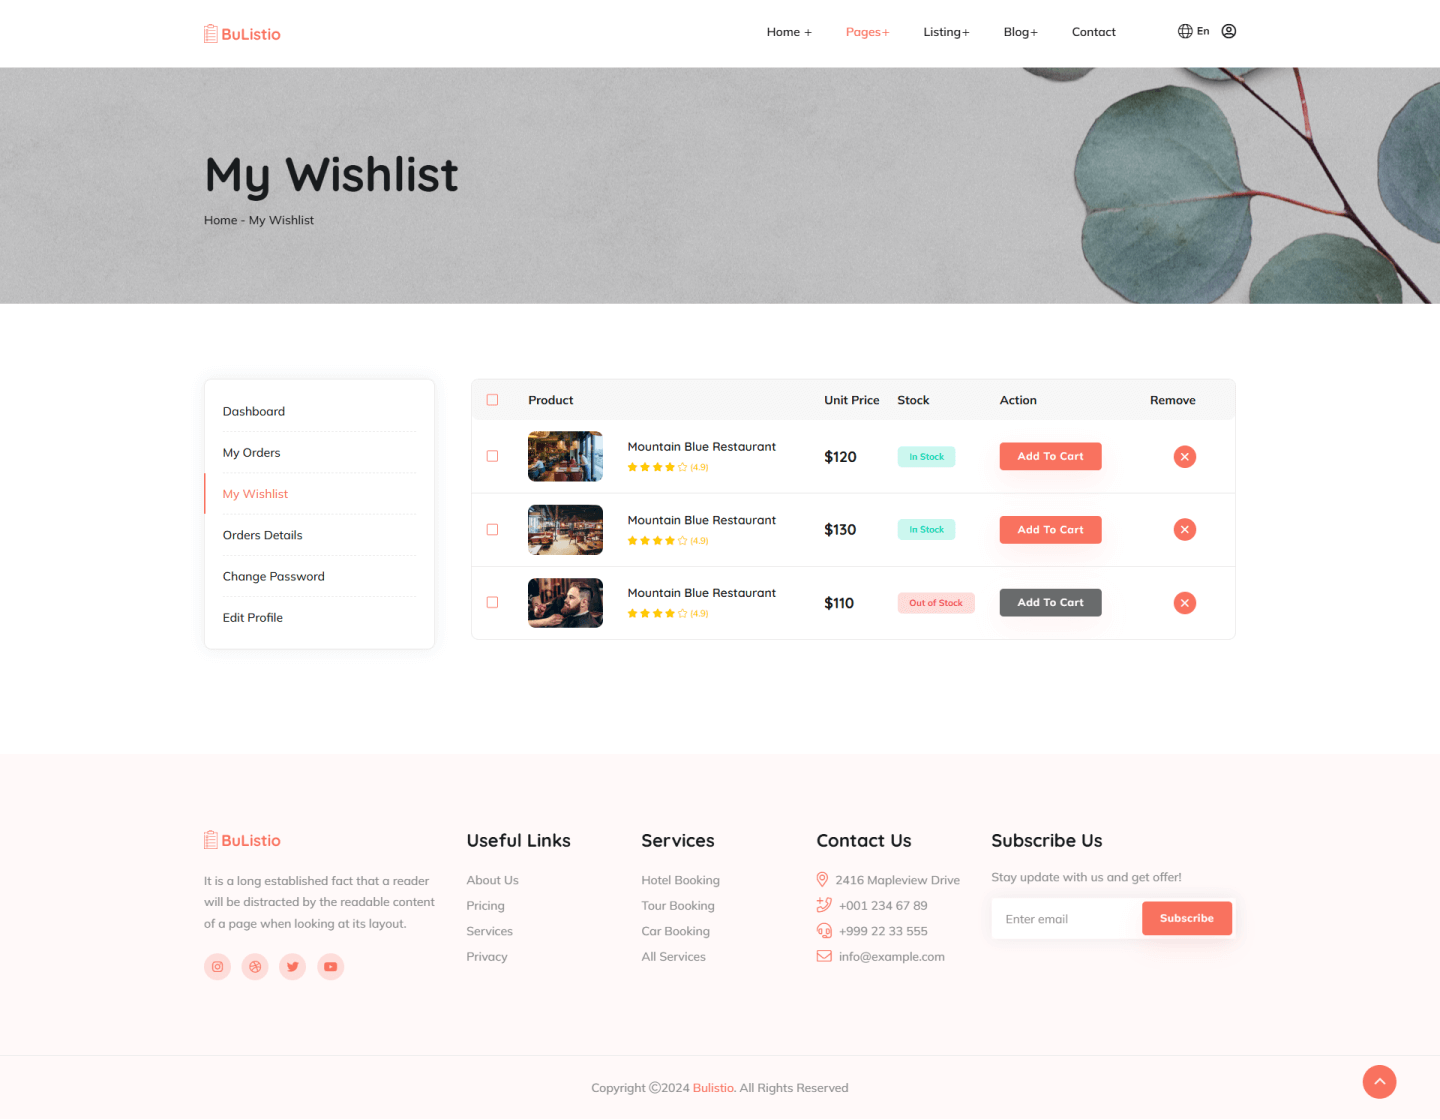 BuListio
Home +
Pages+
Listing+
Blog+
Contact
En
My Wishlist
Home - My Wishlist
Dashboard
My Orders
My Wishlist
Orders Details
Change Password
Edit Profile
Product Unit Price Stock Action Remove
Mountain Blue Restaurant
(4.9)
$120
In Stock
Add To Cart
Mountain Blue Restaurant
(4.9)
$130
In Stock
Add To Cart
Mountain Blue Restaurant
(4.9)
$110
Out of Stock
Add To Cart
BuListio
It is a long established fact that a reader
will be distracted by the readable content
of a page when looking at its layout.
Useful Links
About Us
Pricing
Services
Privacy
Services
Hotel Booking
Tour Booking
Car Booking
All Services
Contact Us
2416 Mapleview Drive
+001 234 67 89
+999 22 33 555
info@example.com
Subscribe Us
Stay update with us and get offer!
Enter email
Subscribe
Copyright ©2024 Bulistio. All Rights Reserved